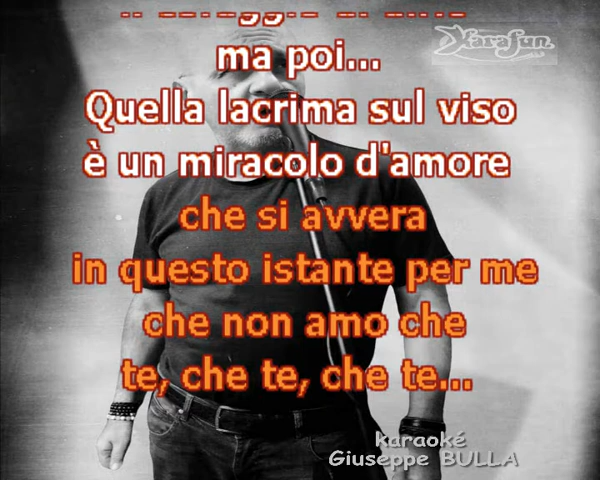 ma poi...
Quella lacrima sul viso
è un miracolo d'amore
che si avvera
in questo istante per me
che non amo che
te, che te, che te...
Karafun
karaoké
Giuseppe BULLA